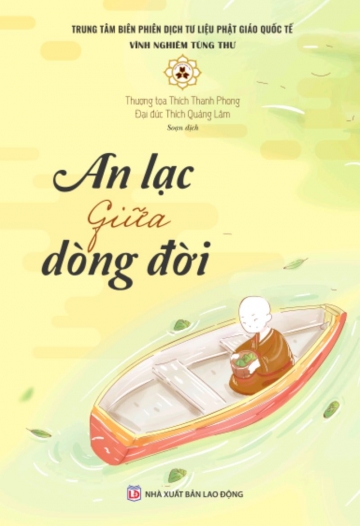 TRUNG TÂM BIÊN PHIÊN DỊCH TƯ LIỆU PHẬT GIÁO QUỐC TẾ
VĨNH NGHIÊM TÙNG THƯ
Thượng tọa Thích Thanh Phong
Đại đức Thích Quảng Lâm
Soạn dịch
An lạc
Giữa
dòng đời
LĐ NHÀ XUẤT BẢN LAO ĐỘNG